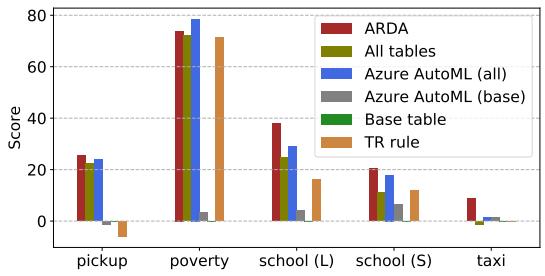 80
60
40
20
0
Score
ARDA
All tables
Azure AutoML (all)
Azure AutoML (base)
Base table
TR rule
pickup poverty school (L) school (S) taxi